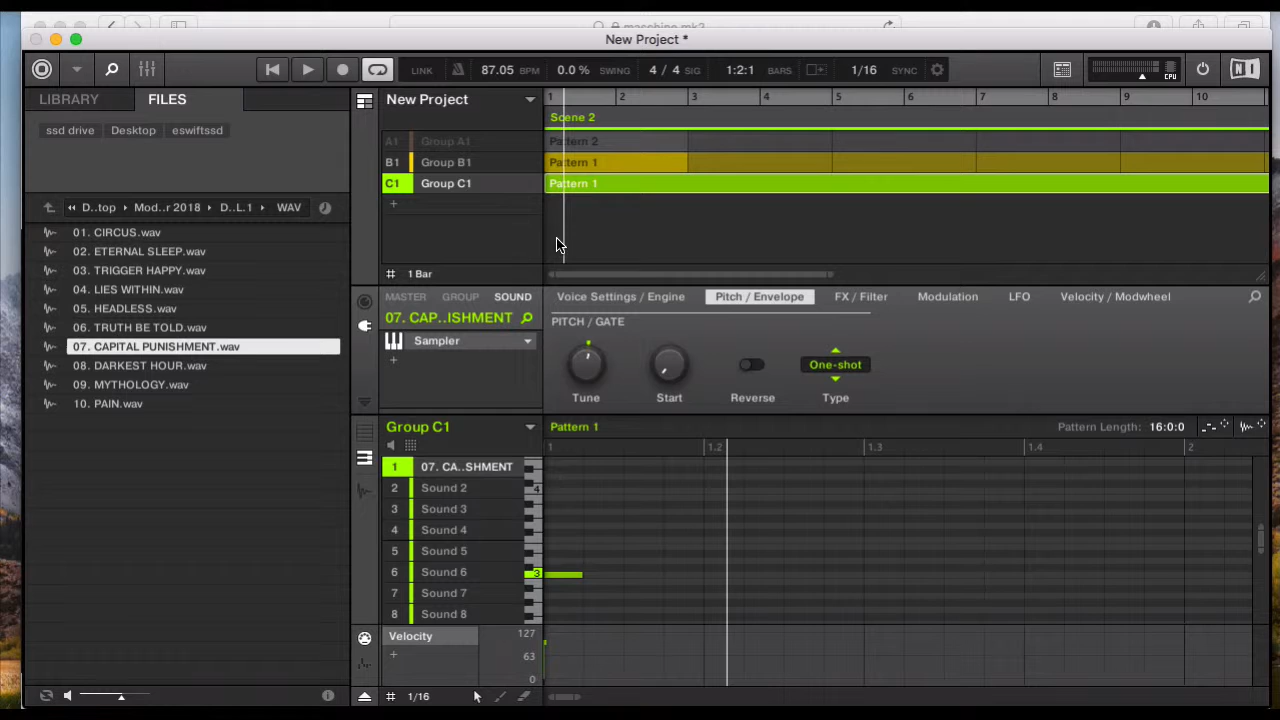 maschine mk2
New Project *
LINK 87.05 BPM 0.0 % SWING 4 / 4 SIG 1:2:1 BARS 1/16 SYNC CPU
LIBRARY FILES
ssd drive Desktop eswiftssd
D..top Mod..r 2018 D..L.1 WAV
01. CIRCUS.wav
02. ETERNAL SLEEP.wav
03. TRIGGER HAPPY.wav
04. LIES WITHIN.wav
05. HEADLESS.wav
06. TRUTH BE TOLD.wav
07. CAPITAL PUNISHMENT.wav
08. DARKEST HOUR.wav
09. MYTHOLOGY.wav
10. PAIN.wav
New Project 1 2 3 4 5 6 7 8 9 10
Scene 2
A1 Group A1 Pattern 2
B1 Group B1 Pattern 1
C1 Group C1 Pattern 1
+
1 Bar
MASTER GROUP SOUND Voice Settings / Engine Pitch / Envelope FX / Filter Modulation LFO Velocity / Modwheel
07. CAP..ISHMENT PITCH / GATE
Sampler
+
One-shot
Tune Start Reverse Type
Group C1 Pattern 1 Pattern Length: 16:0:0
1 1.2 1.3 1.4 2
1 07. CA..SHMENT
2 Sound 2 4
3 Sound 3
4 Sound 4
5 Sound 5
6 Sound 6 3
7 Sound 7
8 Sound 8
Velocity 127
+ 63
0
1/16